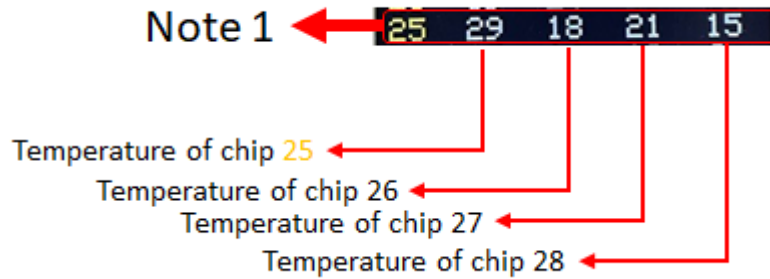 Note 1 25 29 18 21 15
Temperature of chip 25
Temperature of chip 26
Temperature of chip 27
Temperature of chip 28